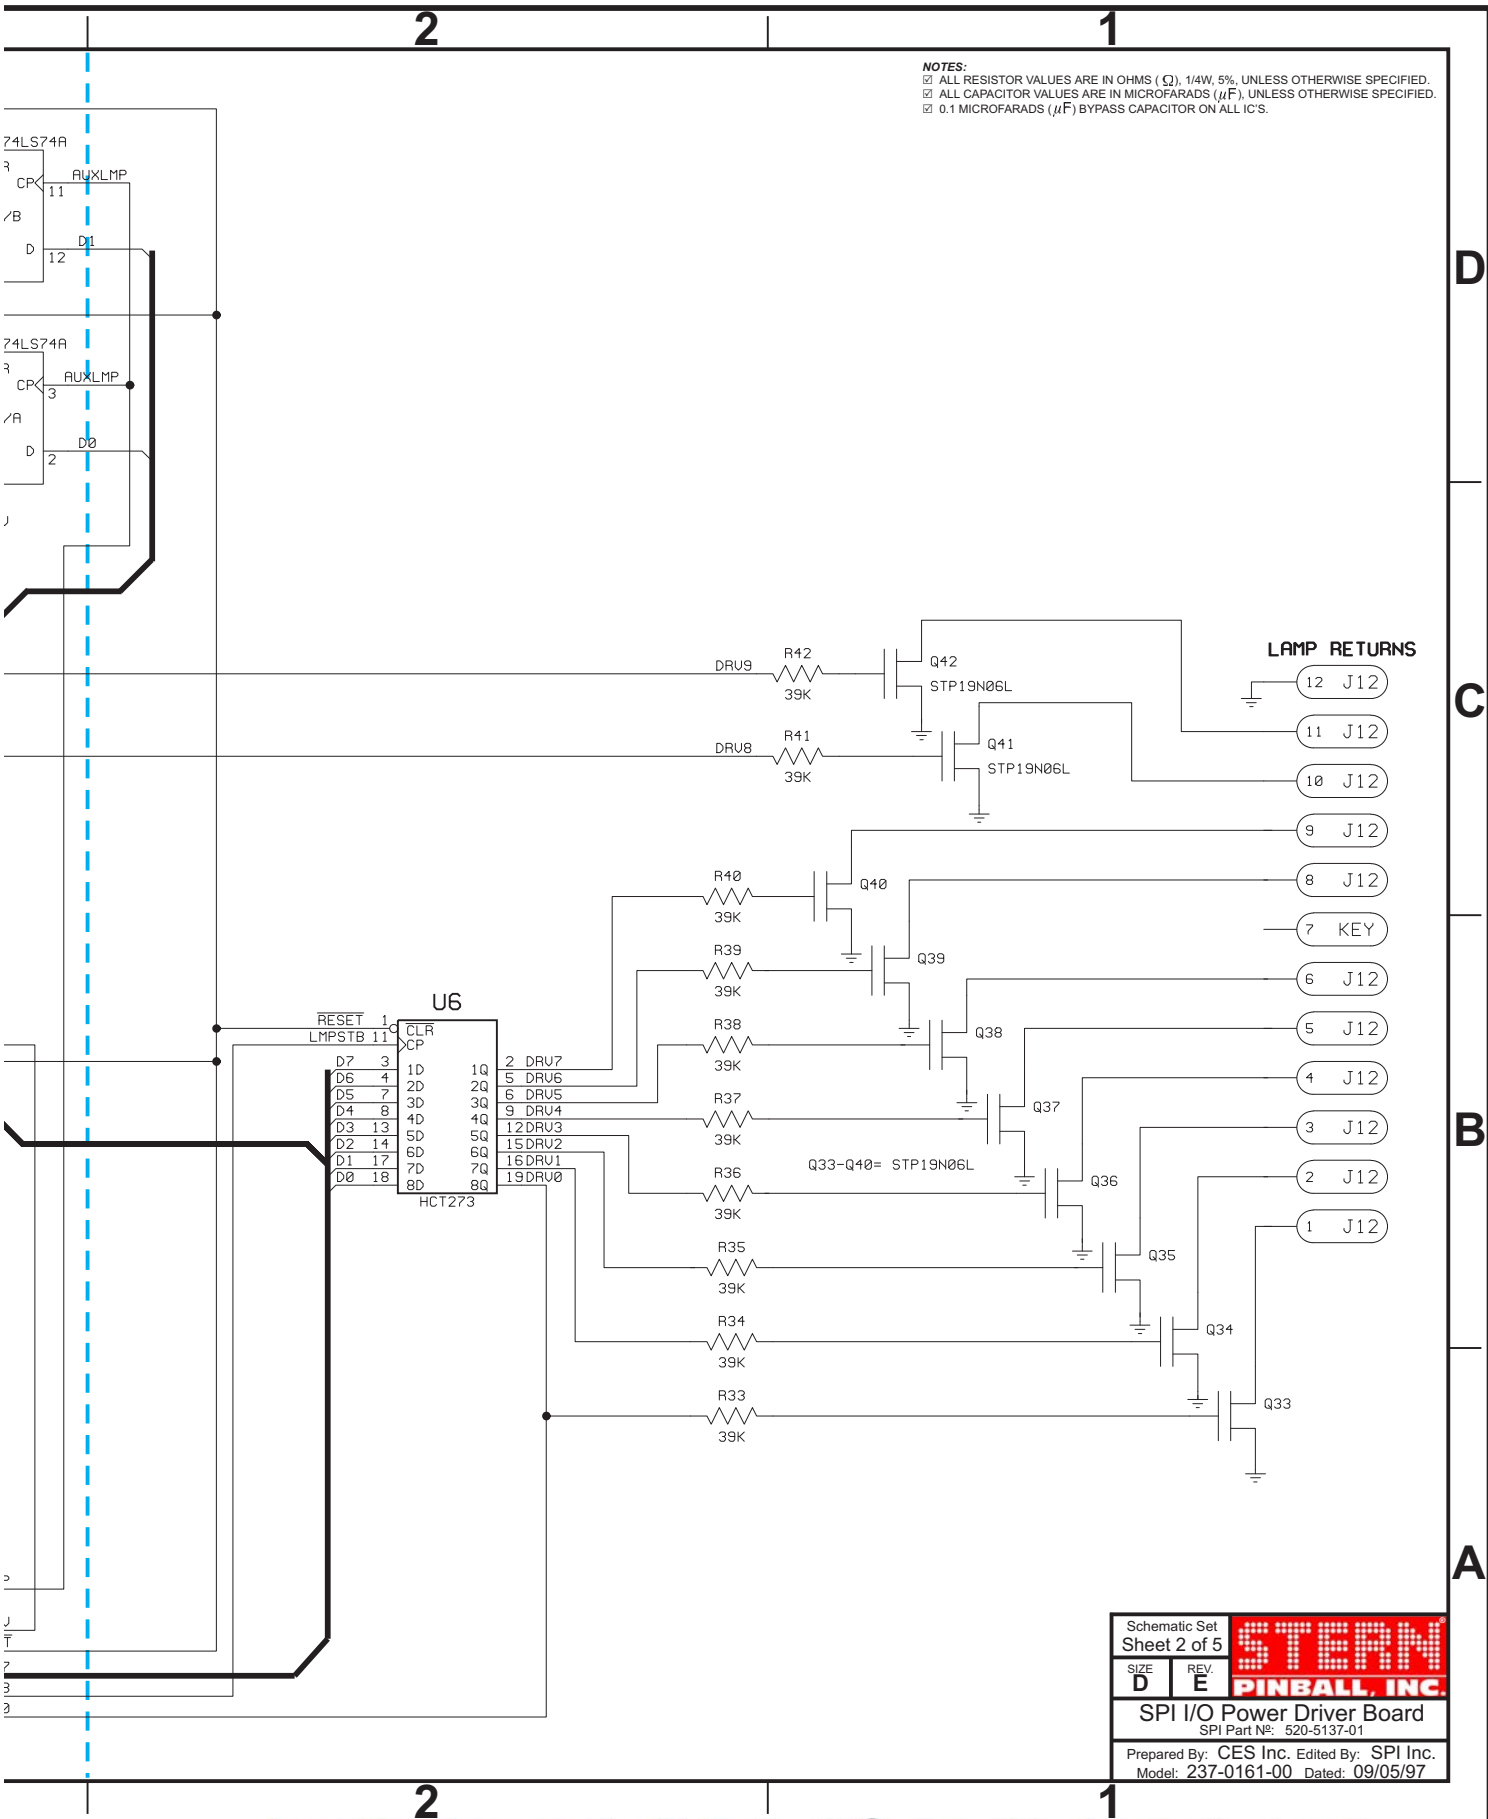 2
1
NOTES:
☑ ALL RESISTOR VALUES ARE IN OHMS ( Ω), 1/4W, 5%, UNLESS OTHERWISE SPECIFIED.
☑ ALL CAPACITOR VALUES ARE IN MICROFARADS (μF), UNLESS OTHERWISE SPECIFIED.
☑ 0.1 MICROFARADS (μF) BYPASS CAPACITOR ON ALL IC'S.
74LS74A
CP 11 AUXLMP
/B
D 12 D1
D
74LS74A
CP 3 AUXLMP
/A
D 2 D0
LAMP RETURNS
DRV9 R42 39K Q42 STP19N06L
12 J12
C
11 J12
DRV8 R41 39K Q41 STP19N06L
10 J12
9 J12
R40 39K Q40
8 J12
7 KEY
R39 39K Q39
6 J12
U6
RESET 1 CLR
LMPSTB 11 CP
R38 39K Q38
5 J12
D7 3 1D 1Q 2 DRV7
D6 4 2D 2Q 5 DRV6
D5 7 3D 3Q 6 DRV5
D4 8 4D 4Q 9 DRV4
D3 13 5D 5Q 12 DRV3
D2 14 6D 6Q 15 DRV2
D1 17 7D 7Q 16 DRV1
D0 18 8D 8Q 19 DRV0
HCT273
4 J12
R37 39K Q37
3 J12
B
Q33-Q40= STP19N06L
2 J12
R36 39K Q36
1 J12
R35 39K Q35
R34 39K Q34
R33 39K Q33
A
Schematic Set
Sheet 2 of 5
SIZE
D
REV.
E
STERN®
PINBALL, INC.
SPI I/O Power Driver Board
SPI Part Nº: 520-5137-01
Prepared By: CES Inc. Edited By: SPI Inc.
Model: 237-0161-00 Dated: 09/05/97
2
1